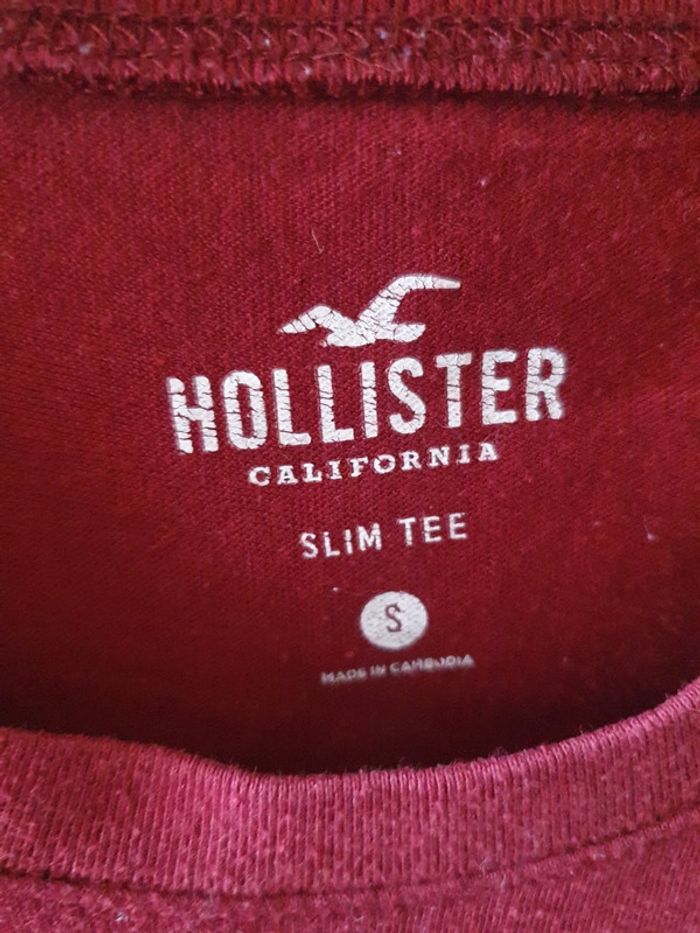 HOLLISTER
CALIFORNIA
SLIM TEE
S
MADE IN CAMBODIA